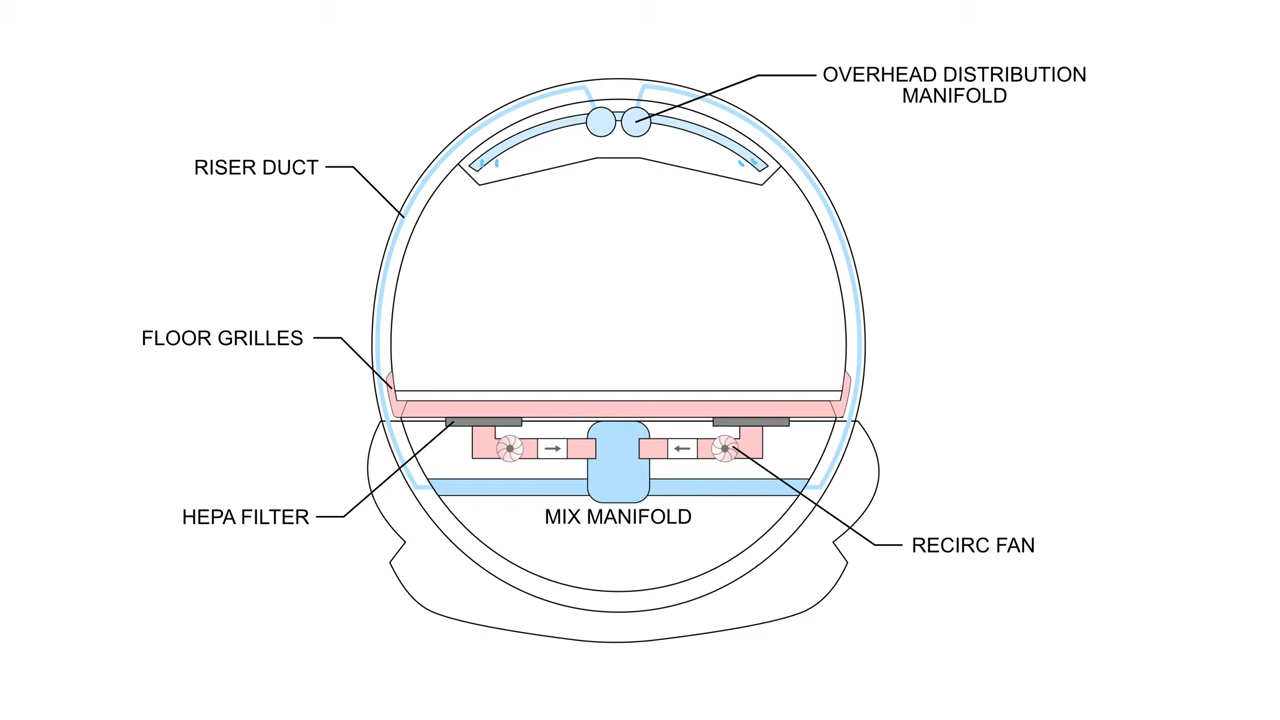 OVERHEAD DISTRIBUTION
MANIFOLD
RISER DUCT
FLOOR GRILLES
HEPA FILTER
MIX MANIFOLD
RECIRC FAN